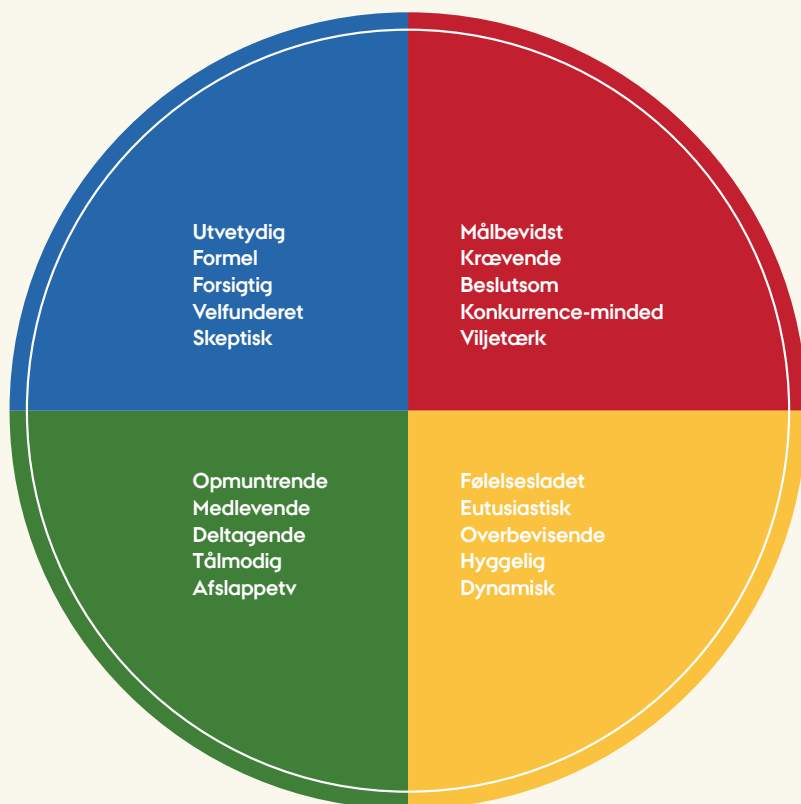 Utvetydig
Formel
Forsigtig
Velfunderet
Skeptisk
Målbevidst
Krævende
Beslutsom
Konkurrence-minded
Viljetærk
Opmuntrende
Medlevende
Deltagende
Tålmodig
Afslappetv
Følelsesladet
Eutusiastisk
Overbevisende
Hyggelig
Dynamisk